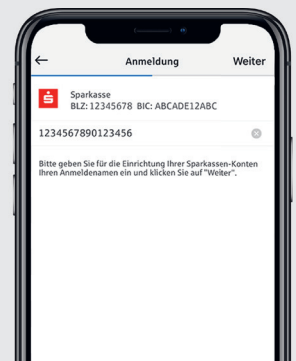 ← Anmeldung Weiter
Sparkasse
BLZ: 12345678 BIC: ABCADE12ABC
1234567890123456
Bitte geben Sie für die Einrichtung Ihrer Sparkassen-Konten
Ihren Anmeldenamen ein und klicken Sie auf "Weiter".